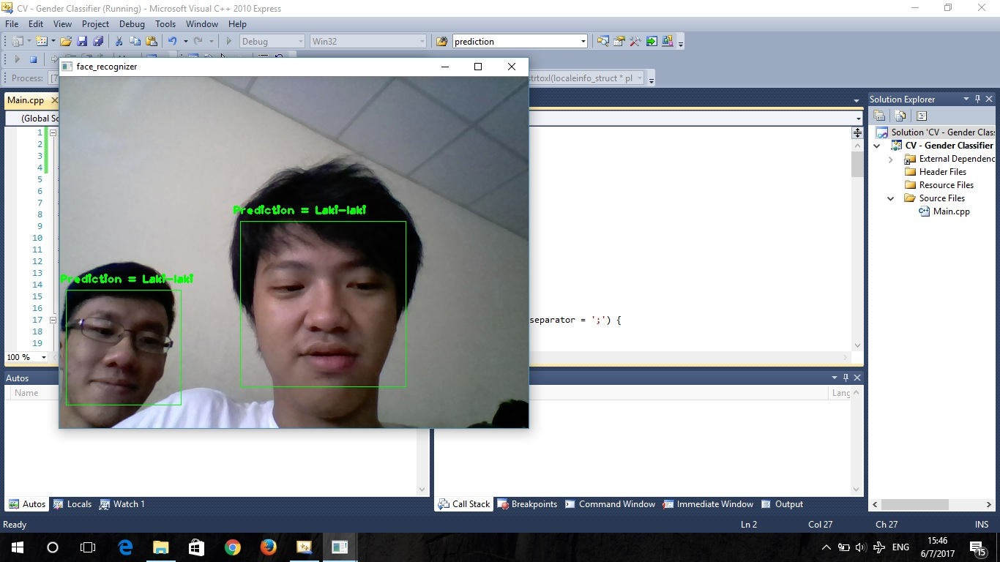 CV - Gender Classifier (Running) - Microsoft Visual C++ 2010 Express
File Edit View Project Debug Tools Window Help
Debug Win32 prediction
Process: [7 strtoxl(localeinfo_struct * pl
face_recognizer
Main.cpp
(Global Sc
1
2
3
4
5
6
7
8
9
10
11
12
13
14
15
16
17 separator = ';') {
18
19
100 %
Prediction = Laki-laki
Prediction = Laki-laki
Solution Explorer
Solution 'CV - Gender Clas
CV - Gender Classifier
External Dependenc
Header Files
Resource Files
Source Files
Main.cpp
Autos
Name Lang
Autos Locals Watch 1
Call Stack Breakpoints Command Window Immediate Window Output
Ready Ln 2 Col 27 Ch 27 INS
ENG 15:46
6/7/2017
15